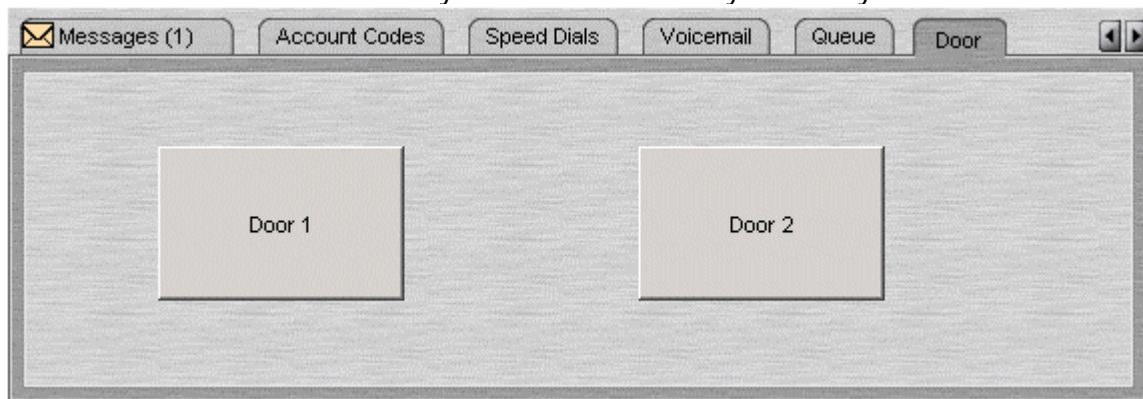 Messages (1) Account Codes Speed Dials Voicemail Queue Door
Door 1 Door 2